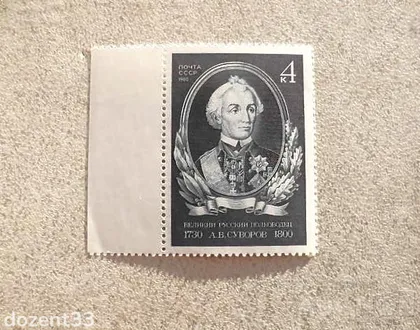 ПОЧТА
СССР
1980
4
К
ВЕЛИКИЙ РУССКИЙ ПОЛКОВОДЕЦ
1730 А.В.СУВОРОВ 1800
dozent33